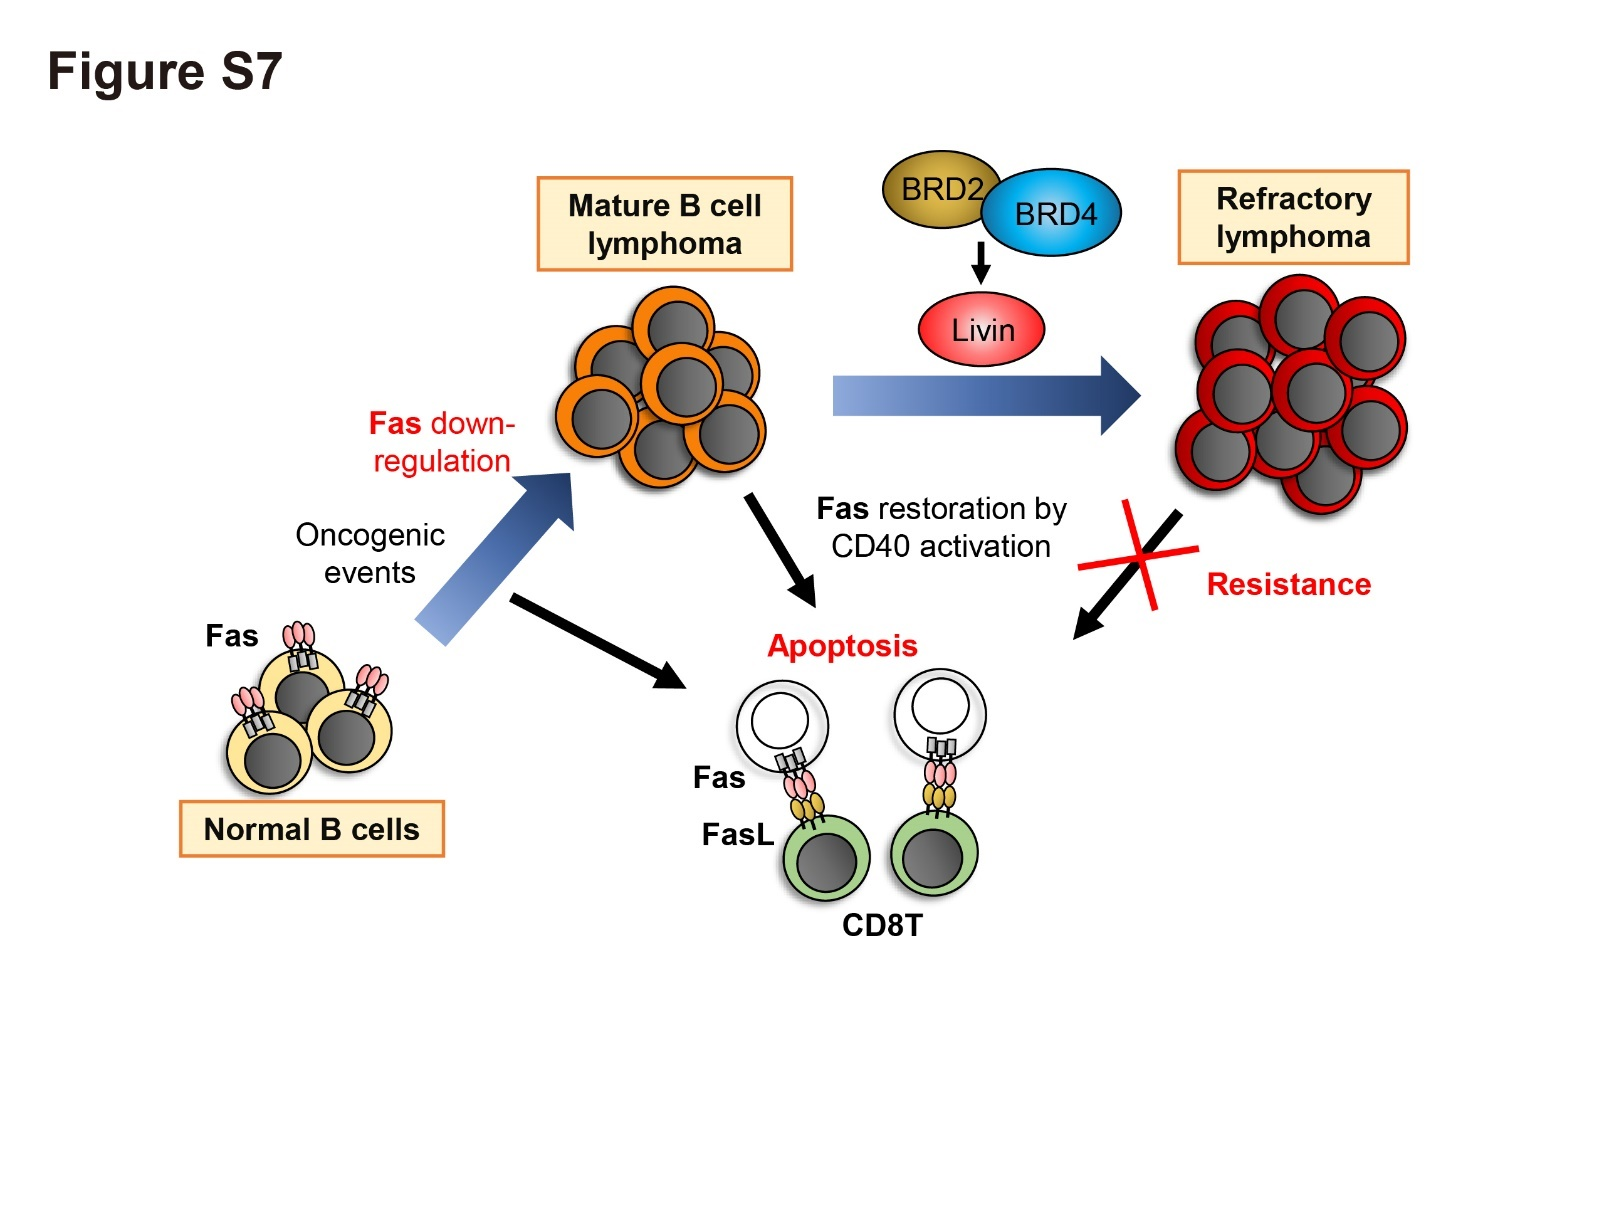 Figure S7
Mature B cell
lymphoma
BRD2
BRD4
Livin
Refractory
lymphoma
Fas down-
regulation
Oncogenic
events
Fas restoration by
CD40 activation
Resistance
Fas
Apoptosis
Normal B cells
Fas
FasL
CD8T